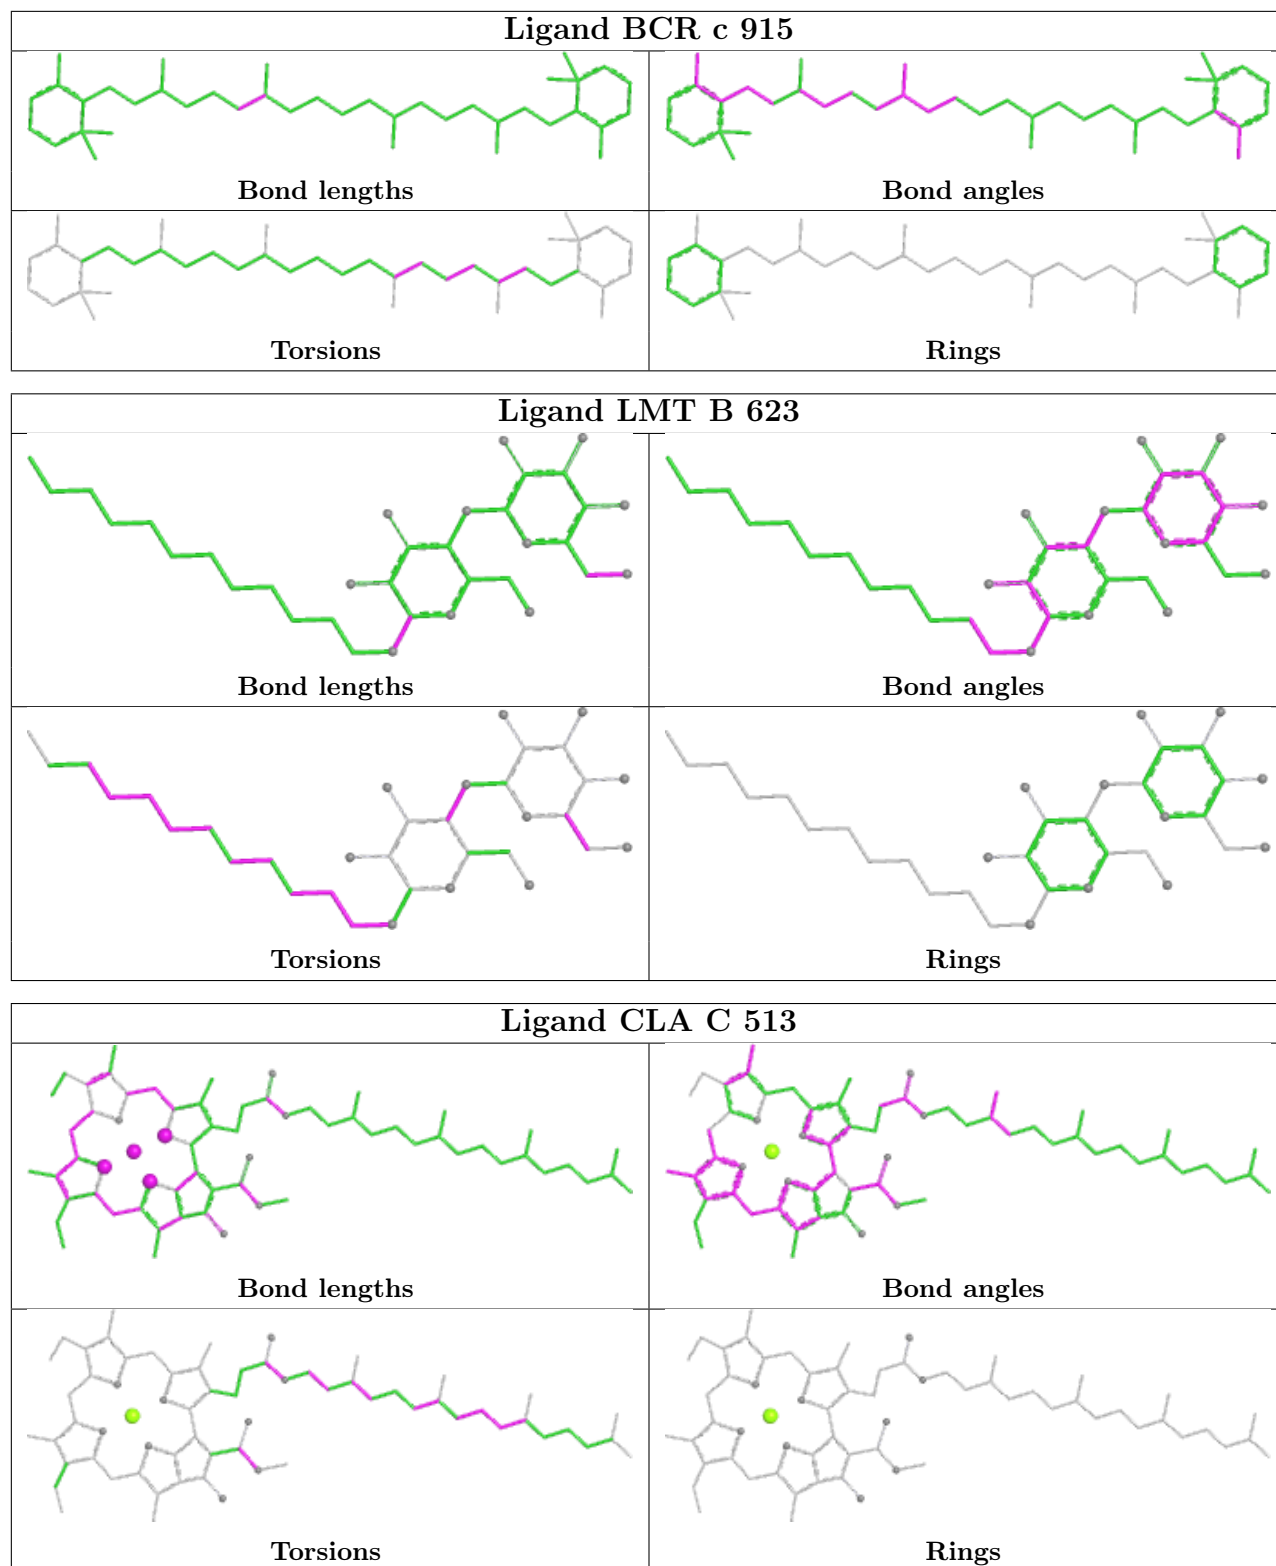 Ligand BCR c 915
Bond lengths
Bond angles
Torsions
Rings
Ligand LMT B 623
Bond lengths
Bond angles
Torsions
Rings
Ligand CLA C 513
Bond lengths
Bond angles
Torsions
Rings